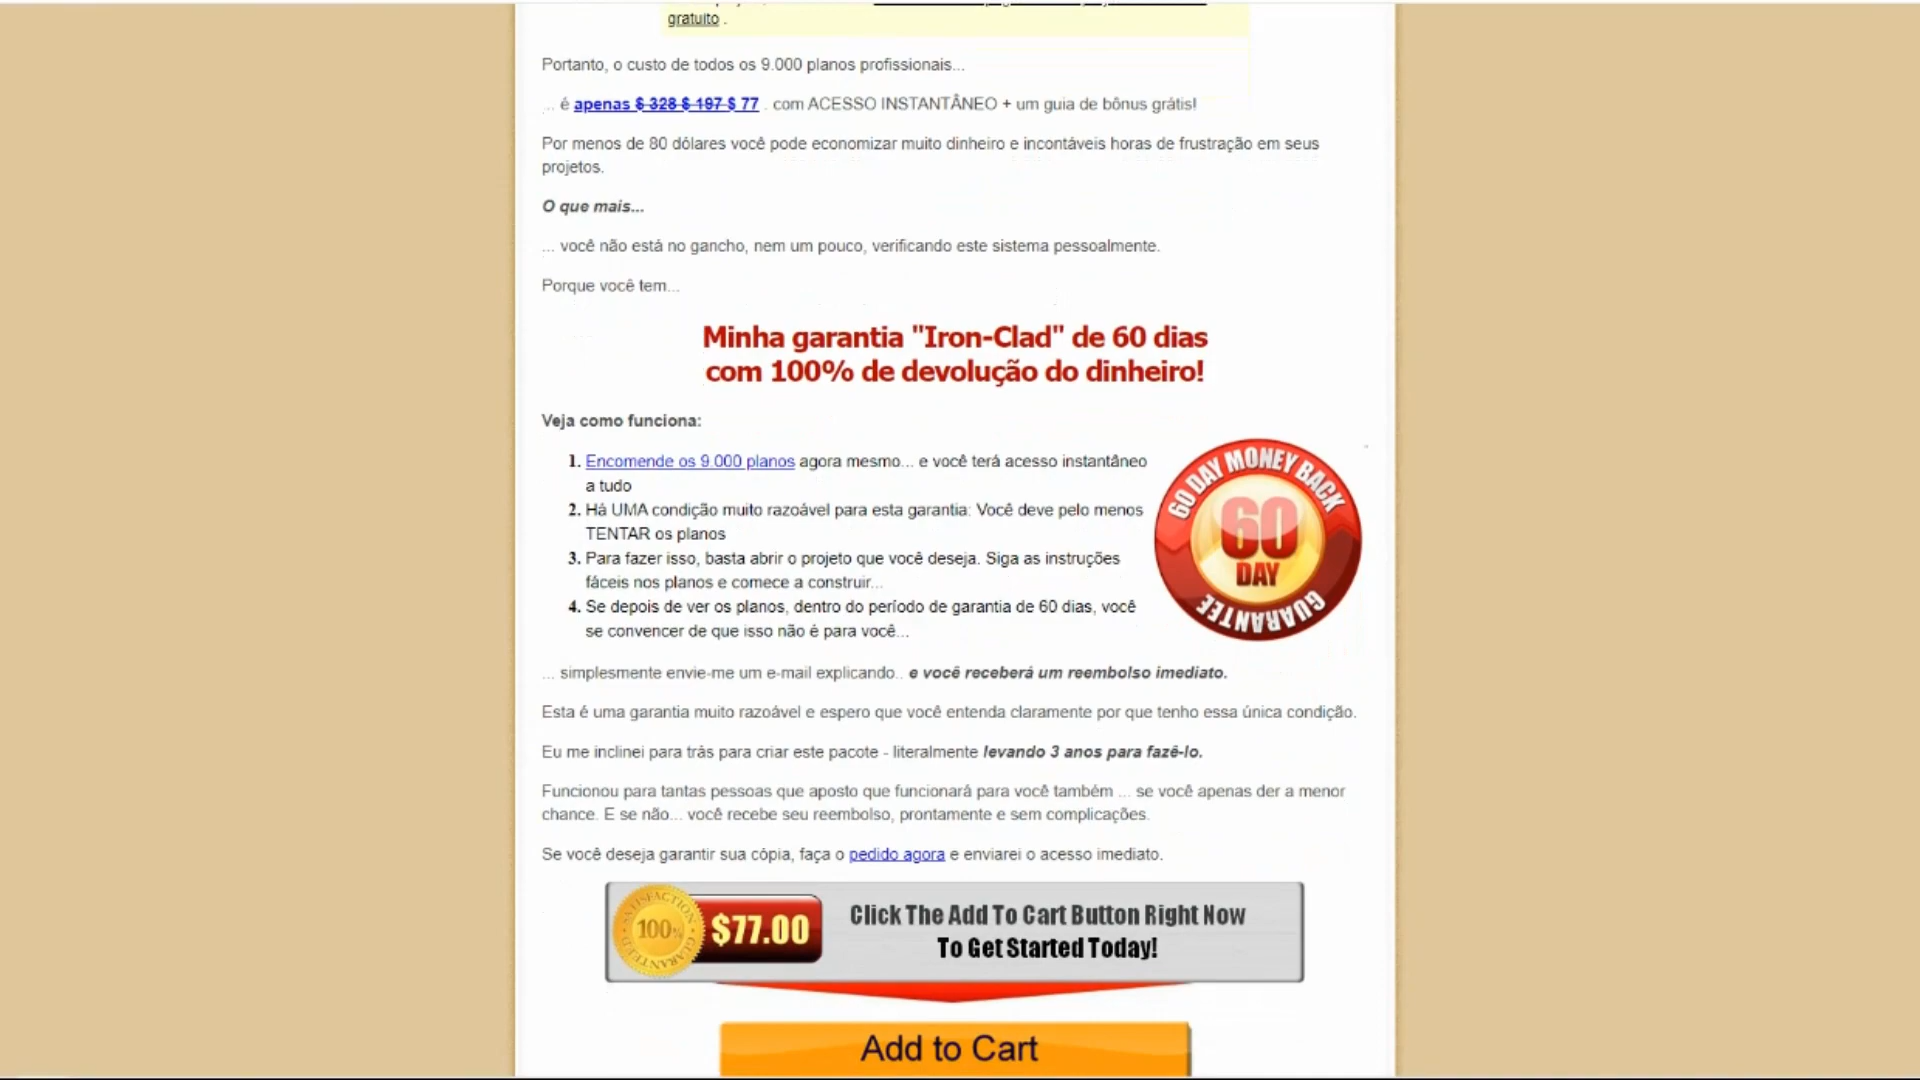 gratuito .
Portanto, o custo de todos os 9.000 planos profissionais...
... é apenas $ 328 $ 197 $ 77 . com ACESSO INSTANTÂNEO + um guia de bônus grátis!
Por menos de 80 dólares você pode economizar muito dinheiro e incontáveis horas de frustração em seus
projetos.
O que mais...
... você não está no gancho, nem um pouco, verificando este sistema pessoalmente.
Porque você tem...
Minha garantia "Iron-Clad" de 60 dias
com 100% de devolução do dinheiro!
Veja como funciona:
1. Encomende os 9.000 planos agora mesmo... e você terá acesso instantâneo
a tudo
2. Há UMA condição muito razoável para esta garantia: Você deve pelo menos
TENTAR os planos
3. Para fazer isso, basta abrir o projeto que você deseja. Siga as instruções
fáceis nos planos e comece a construir...
4. Se depois de ver os planos, dentro do período de garantia de 60 dias, você
se convencer de que isso não é para você...
60 DAY MONEY BACK
60
DAY
GUARANTEE
... simplesmente envie-me um e-mail explicando.. e você receberá um reembolso imediato.
Esta é uma garantia muito razoável e espero que você entenda claramente por que tenho essa única condição.
Eu me inclinei para trás para criar este pacote - literalmente levando 3 anos para fazê-lo.
Funcionou para tantas pessoas que aposto que funcionará para você também ... se você apenas der a menor
chance. E se não... você recebe seu reembolso, prontamente e sem complicações.
Se você deseja garantir sua cópia, faça o pedido agora e enviarei o acesso imediato.
SATISFACTION
100%
GUARANTEED
$77.00
Click The Add To Cart Button Right Now
To Get Started Today!
Add to Cart